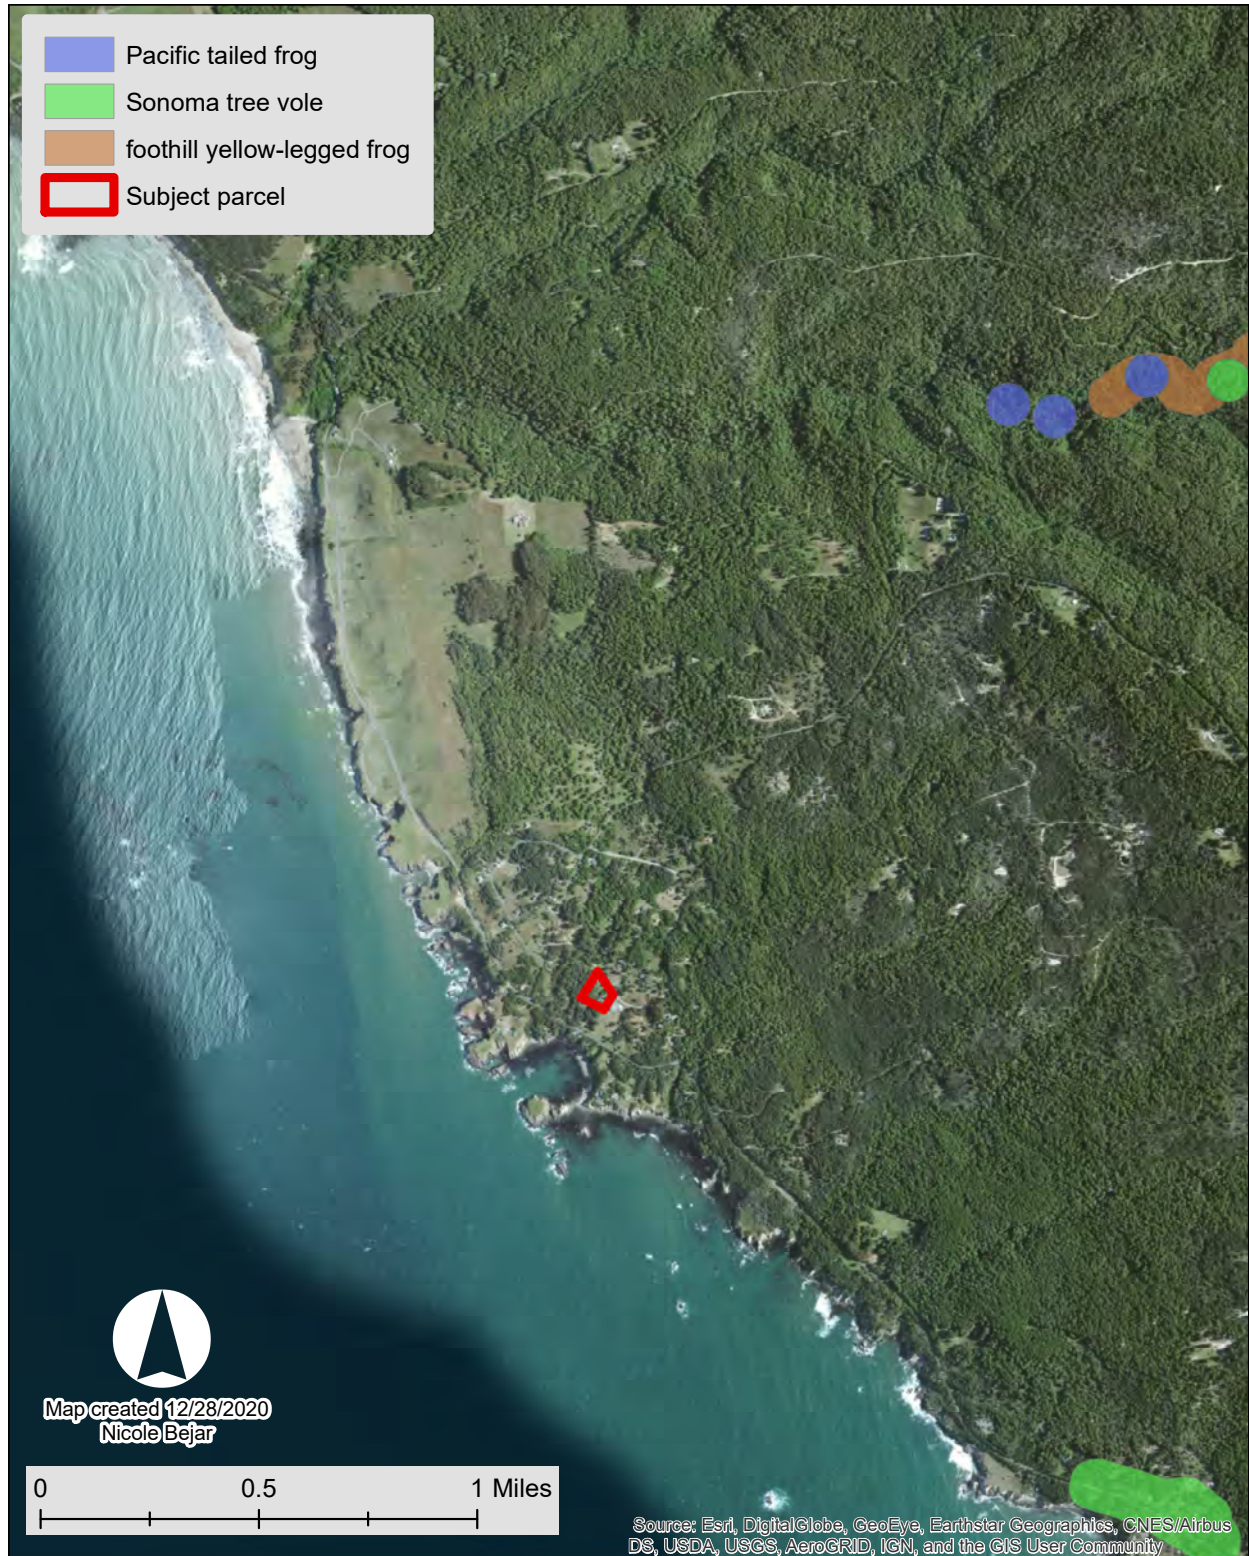 Pacific tailed frog
Sonoma tree vole
foothill yellow-legged frog
Subject parcel
Map created 12/28/2020
Nicole Bejar
0 0.5 1 Miles
Source: Esri, DigitalGlobe, GeoEye, Earthstar Geographics, CNES/Airbus
DS, USDA, USGS, AeroGRID, IGN, and the GIS User Community